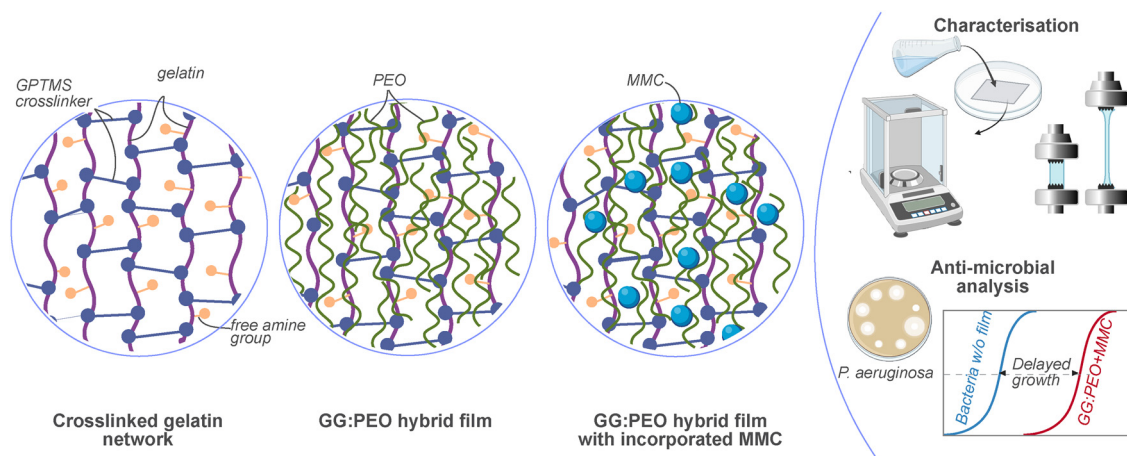 GPTMS
crosslinker
gelatin
free amine
group
Crosslinked gelatin
network
PEO
GG:PEO hybrid film
MMC
GG:PEO hybrid film
with incorporated MMC
Characterisation
Anti-microbial
analysis
P. aeruginosa
Bacteria w/o film
Delayed
growth
GG:PEO+MMC